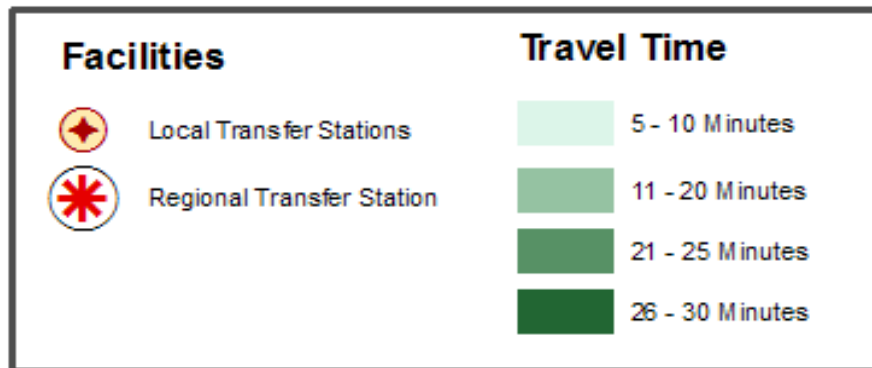 Facilities
Local Transfer Stations
Regional Transfer Station
Travel Time
5 - 10 Minutes
11 - 20 Minutes
21 - 25 Minutes
26 - 30 Minutes